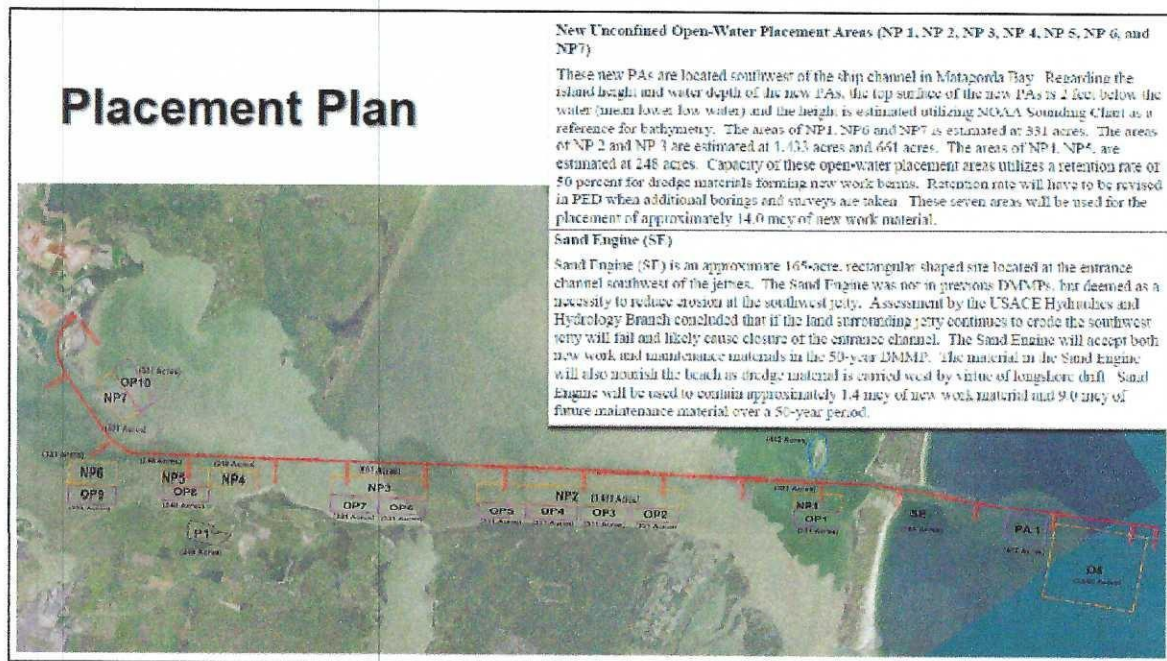 Placement Plan
New Unconfined Open-Water Placement Areas (NP 1, NP 2, NP 3, NP 4, NP 5, NP 6, and
NP7)
These new PAs are located southwest of the ship channel in Matagorda Bay. Regarding the
island height and water depth of the new PAs, the top surface of the new PAs is 2 feet below the
water (mean lower low water) and the height is estimated utilizing NOAA Sounding Chart as a
reference for bathymetry. The areas of NP1, NP6 and NP7 is estimated at 331 acres. The areas
of NP 2 and NP 3 are estimated at 1,433 acres and 661 acres. The areas of NP4, NP5, are
estimated at 248 acres. Capacity of these open-water placement areas utilizes a retention rate of
50 percent for dredge materials forming new work berms. Retention rate will have to be revised
in PED when additional borings and surveys are taken. These seven areas will be used for the
placement of approximately 14.0 mcy of new work material.
Sand Engine (SE)
Sand Engine (SE) is an approximate 165-acre, rectangular shaped site located at the entrance
channel southwest of the jetties. The Sand Engine was not in previous DMMPs, but deemed as a
necessity to reduce erosion at the southwest jetty. Assessment by the USACE Hydraulics and
Hydrology Branch concluded that if the land surrounding jetty continues to erode the southwest
jetty will fail and likely cause closure of the entrance channel. The Sand Engine will accept both
new work and maintenance materials in the 50-year DMMP. The material in the Sand Engine
will also nourish the beach as dredge material is carried west by virtue of longshore drift. Sand
Engine will be used to contain approximately 1.4 mcy of new work material and 9.0 mcy of
future maintenance material over a 50-year period.
OP10
NP7
NP6
OP9
NP5
OP8
NP4
P1
NP3
OP7
OP6
NP2
OP5
OP4
OP3
OP2
NP1
OP1
SE
PA 1